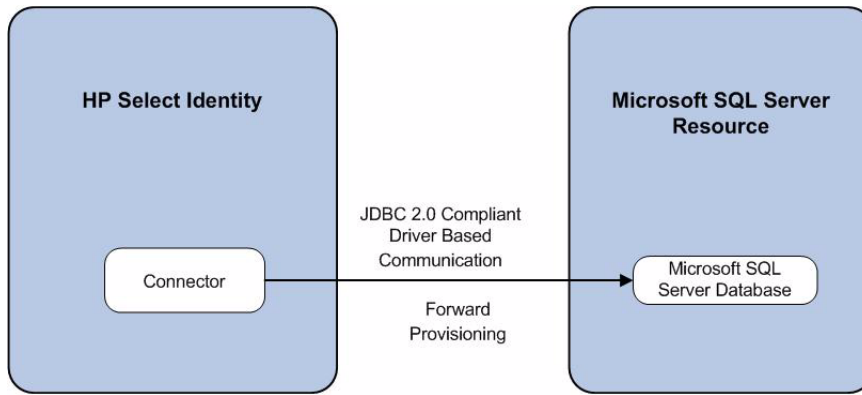 HP Select Identity
Microsoft SQL Server
Resource
JDBC 2.0 Compliant
Driver Based
Communication
Connector
Microsoft SQL
Server Database
Forward
Provisioning